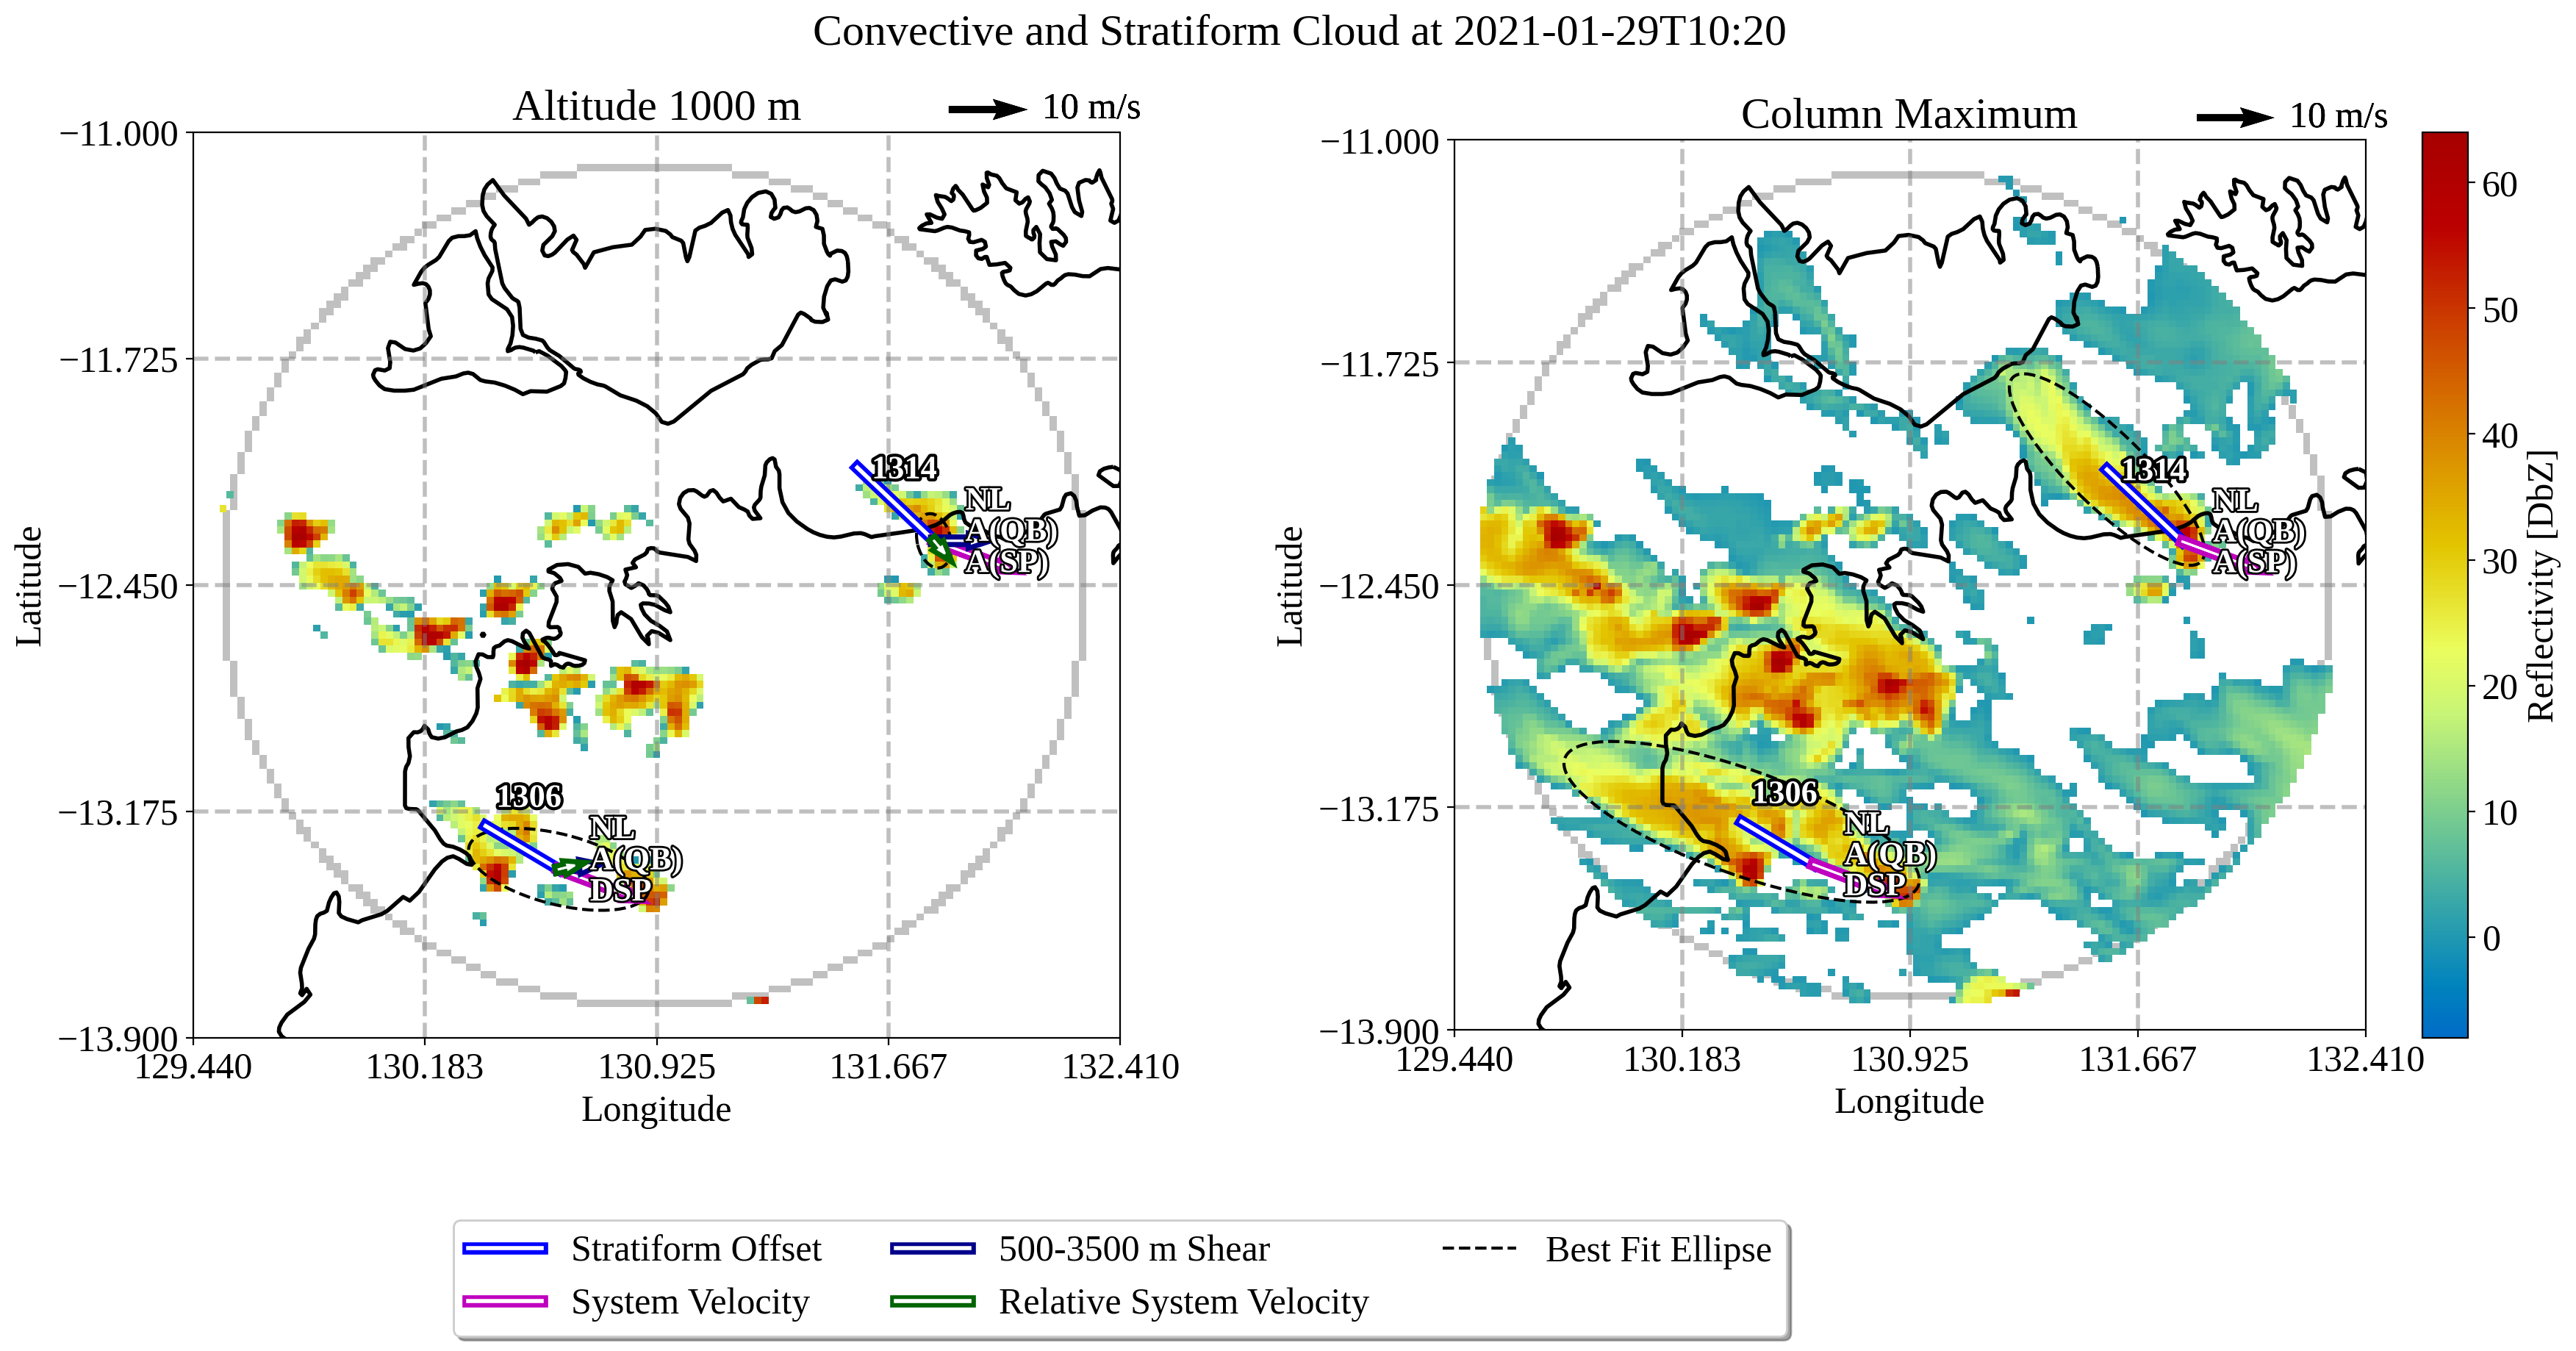 Convective and Stratiform Cloud at 2021-01-29T10:20
Altitude 1000 m
10 m/s
−11.000
−11.725
−12.450
−13.175
−13.900
Latitude
129.440
130.183
130.925
131.667
132.410
Longitude
1314
NL
A(QB)
A(SP)
1306
NL
A(QB)
DSP
Column Maximum
10 m/s
−11.000
−11.725
−12.450
−13.175
−13.900
Latitude
129.440
130.183
130.925
131.667
132.410
Longitude
1314
NL
A(QB)
A(SP)
1306
NL
A(QB)
DSP
60
50
40
30
20
10
0
Reflectivity [DbZ]
Stratiform Offset
System Velocity
500-3500 m Shear
Relative System Velocity
Best Fit Ellipse